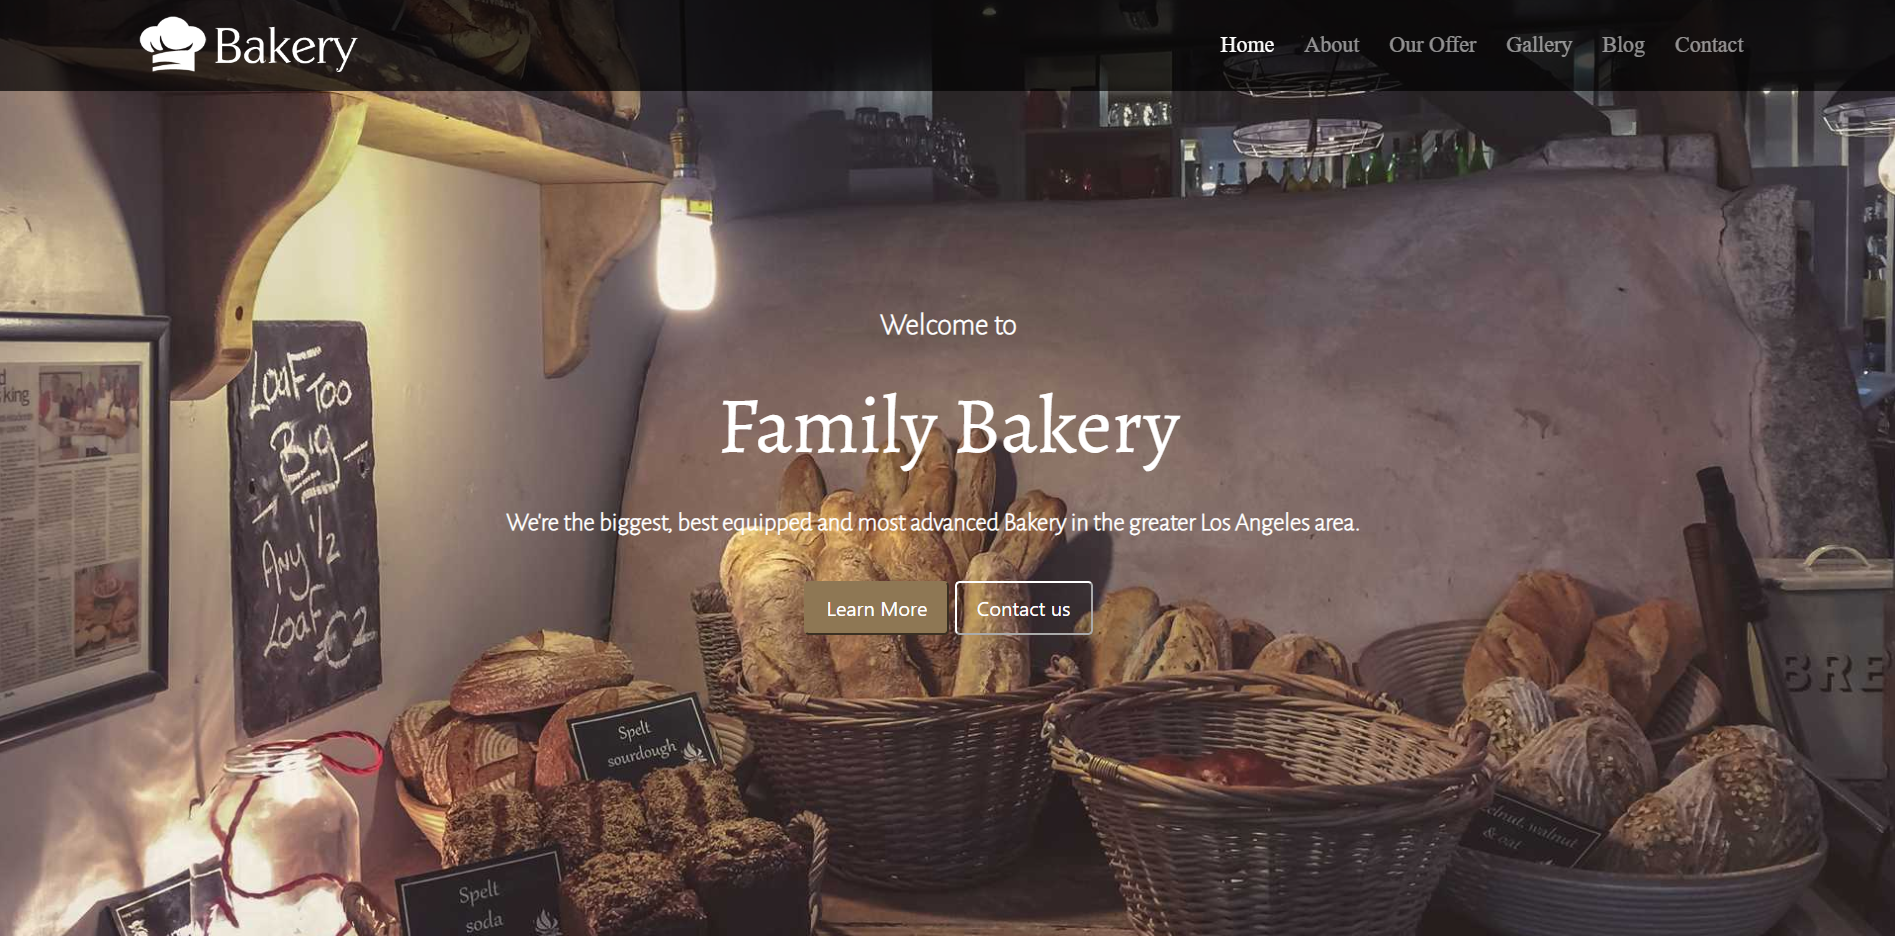 Bakery
Home About Our Offer Gallery Blog Contact
Welcome to
Family Bakery
We're the biggest, best equipped and most advanced Bakery in the greater Los Angeles area.
Learn More Contact us
king
Loaf Too
Big
Any 1/2
Loaf
€2
BRE
Spelt
sourdough
walnut
& oat
Spelt
soda